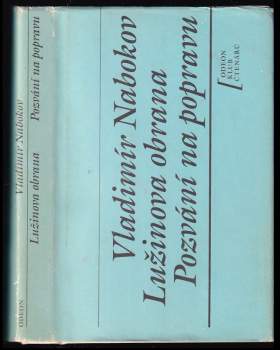 Vladimír Nabokov
Lužinova obrana
Pozvání na popravu
ODEON
KLUB
ČTENÁŘŮ
Vladimír Nabokov
Lužinova obrana Pozvání na popravu
ODEON